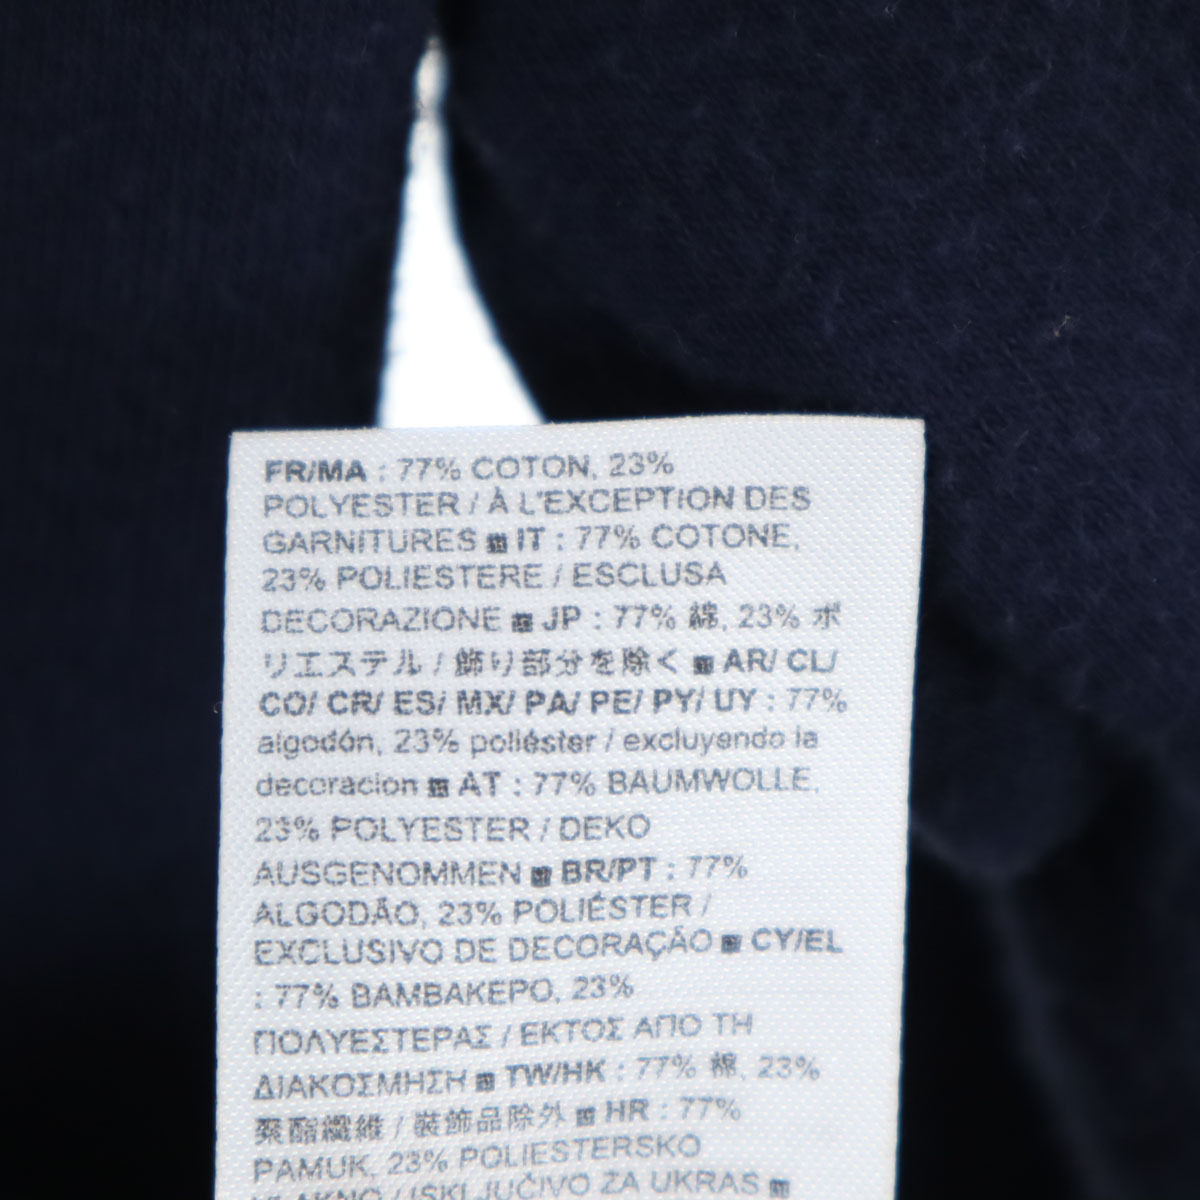 FR/MA : 77% COTON, 23%
POLYESTER / À L'EXCEPTION DES
GARNITURES ■ IT : 77% COTONE,
23% POLIESTERE / ESCLUSA
DECORAZIONE ■ JP : 77% 綿, 23% ポ
リエステル / 飾り部分を除く ■ AR/ CL/
CO/ CR/ ES/ MX/ PA/ PE/ PY/ UY : 77%
algodón, 23% poliéster / excluyendo la
decoracion ■ AT : 77% BAUMWOLLE,
23% POLYESTER / DEKO
AUSGENOMMEN ■ BR/PT : 77%
ALGODÃO, 23% POLIÉSTER /
EXCLUSIVO DE DECORAÇÃO ■ CY/EL
: 77% ΒΑΜΒΑΚΕΡΟ, 23%
ΠΟΛΥΕΣΤΕΡΑΣ / ΕΚΤΟΣ ΑΠΟ ΤΗ
ΔΙΑΚΟΣΜΗΣΗ ■ TW/HK : 77% 棉, 23%
聚酯纖維 / 裝飾品除外 ■ HR : 77%
PAMUK, 23% POLIESTERSKO
VLAKNO / ISKLJUČIVO ZA UKRAS ■